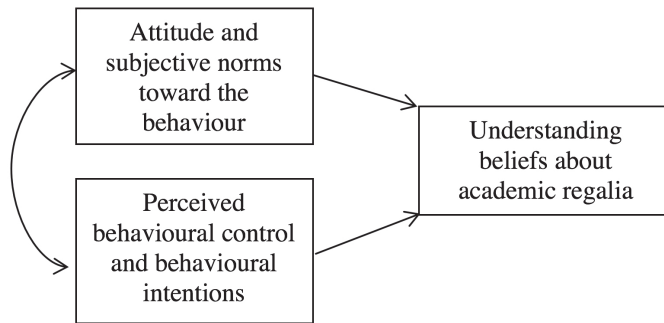 Attitude and
subjective norms
toward the
behaviour
Understanding
beliefs about
academic regalia
Perceived
behavioural control
and behavioural
intentions